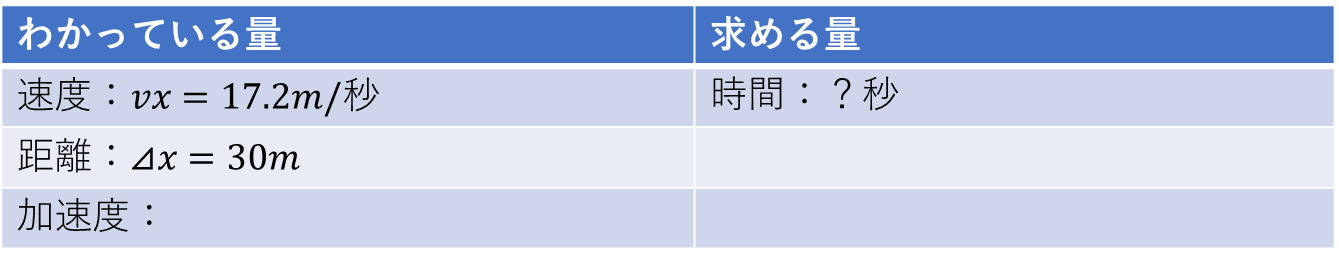 わかっている量
求める量
速度：vx = 17.2m/秒
時間：？秒
距離：⊿x = 30m
加速度：